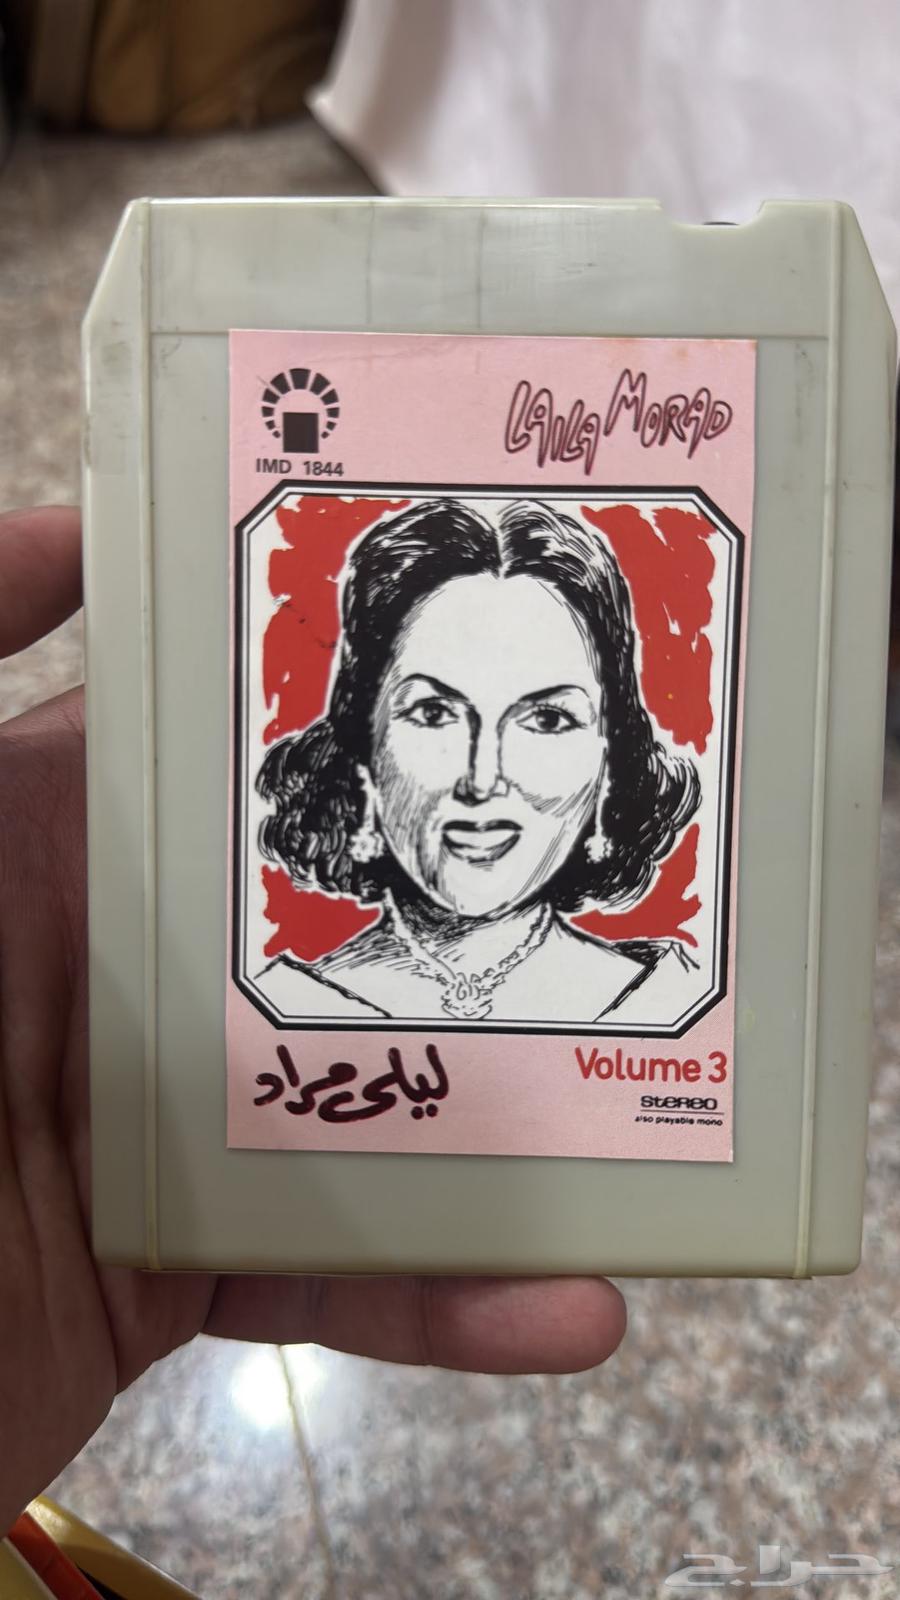 LAILA MORAD
IMD 1844
ليلى مراد
Volume 3
STEREO
also playable mono
حراج